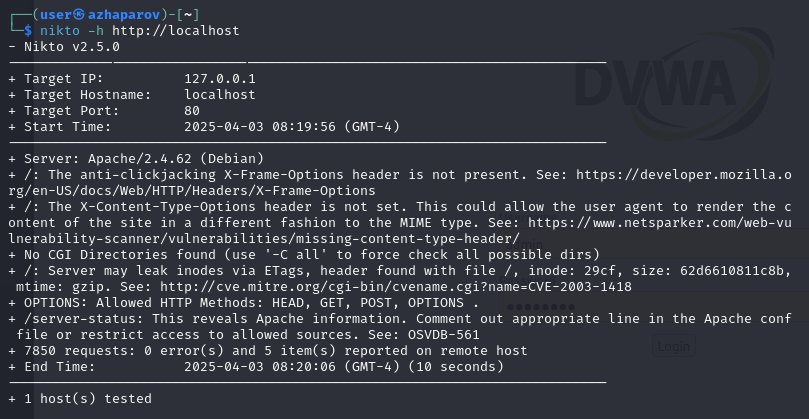 ┌──(user㉿azhaparov)-[~]
└─$ nikto -h http://localhost
- Nikto v2.5.0
---------------------------------------------------------------------------
+ Target IP:          127.0.0.1
+ Target Hostname:    localhost
+ Target Port:        80
+ Start Time:         2025-04-03 08:19:56 (GMT-4)
---------------------------------------------------------------------------
+ Server: Apache/2.4.62 (Debian)
+ /: The anti-clickjacking X-Frame-Options header is not present. See: https://developer.mozilla.o
rg/en-US/docs/Web/HTTP/Headers/X-Frame-Options
+ /: The X-Content-Type-Options header is not set. This could allow the user agent to render the c
ontent of the site in a different fashion to the MIME type. See: https://www.netsparker.com/web-vu
lnerability-scanner/vulnerabilities/missing-content-type-header/
+ No CGI Directories found (use '-C all' to force check all possible dirs)
+ /: Server may leak inodes via ETags, header found with file /, inode: 29cf, size: 62d6610811c8b,
 mtime: gzip. See: http://cve.mitre.org/cgi-bin/cvename.cgi?name=CVE-2003-1418
+ OPTIONS: Allowed HTTP Methods: HEAD, GET, POST, OPTIONS .
+ /server-status: This reveals Apache information. Comment out appropriate line in the Apache conf
 file or restrict access to allowed sources. See: OSVDB-561
+ 7850 requests: 0 error(s) and 5 item(s) reported on remote host
+ End Time:           2025-04-03 08:20:06 (GMT-4) (10 seconds)
---------------------------------------------------------------------------
+ 1 host(s) tested
DVWA
Login